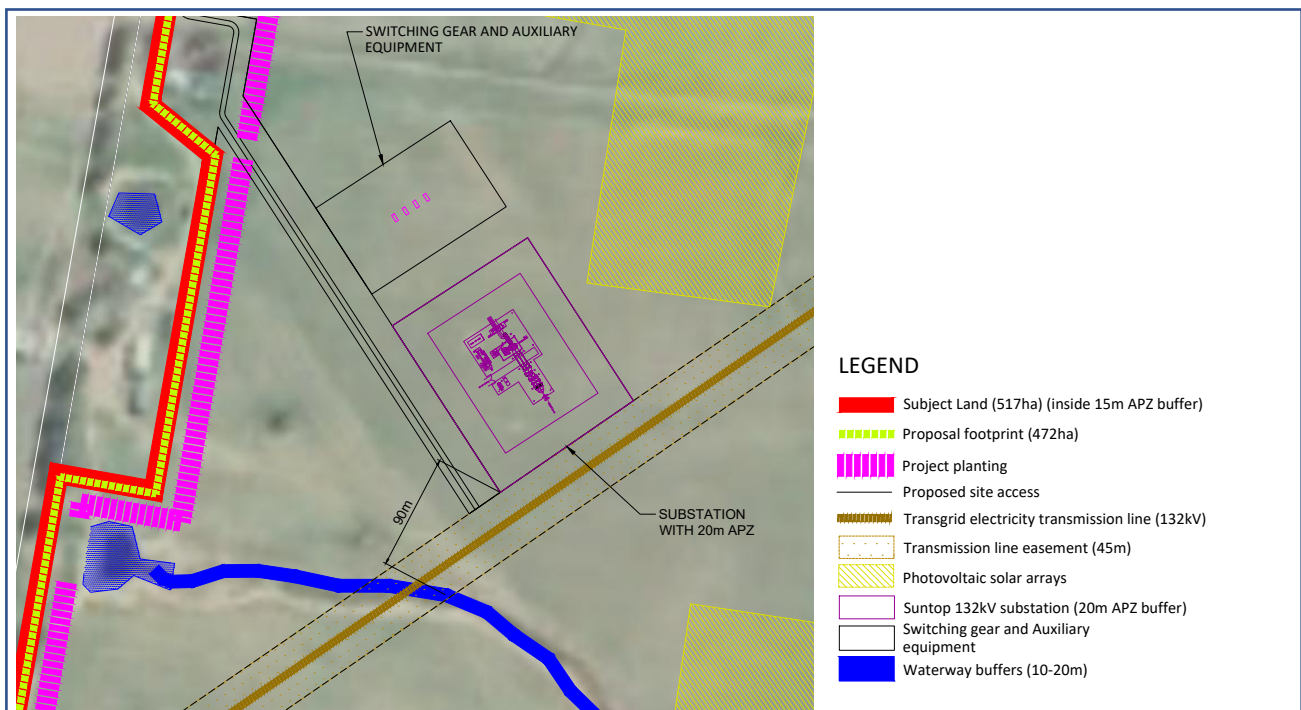 SWITCHING GEAR AND AUXILIARY
EQUIPMENT
90m
SUBSTATION
WITH 20m APZ
LEGEND
Subject Land (517ha) (inside 15m APZ buffer)
Proposal footprint (472ha)
Project planting
Proposed site access
Transgrid electricity transmission line (132kV)
Transmission line easement (45m)
Photovoltaic solar arrays
Suntop 132kV substation (20m APZ buffer)
Switching gear and Auxiliary
equipment
Waterway buffers (10-20m)